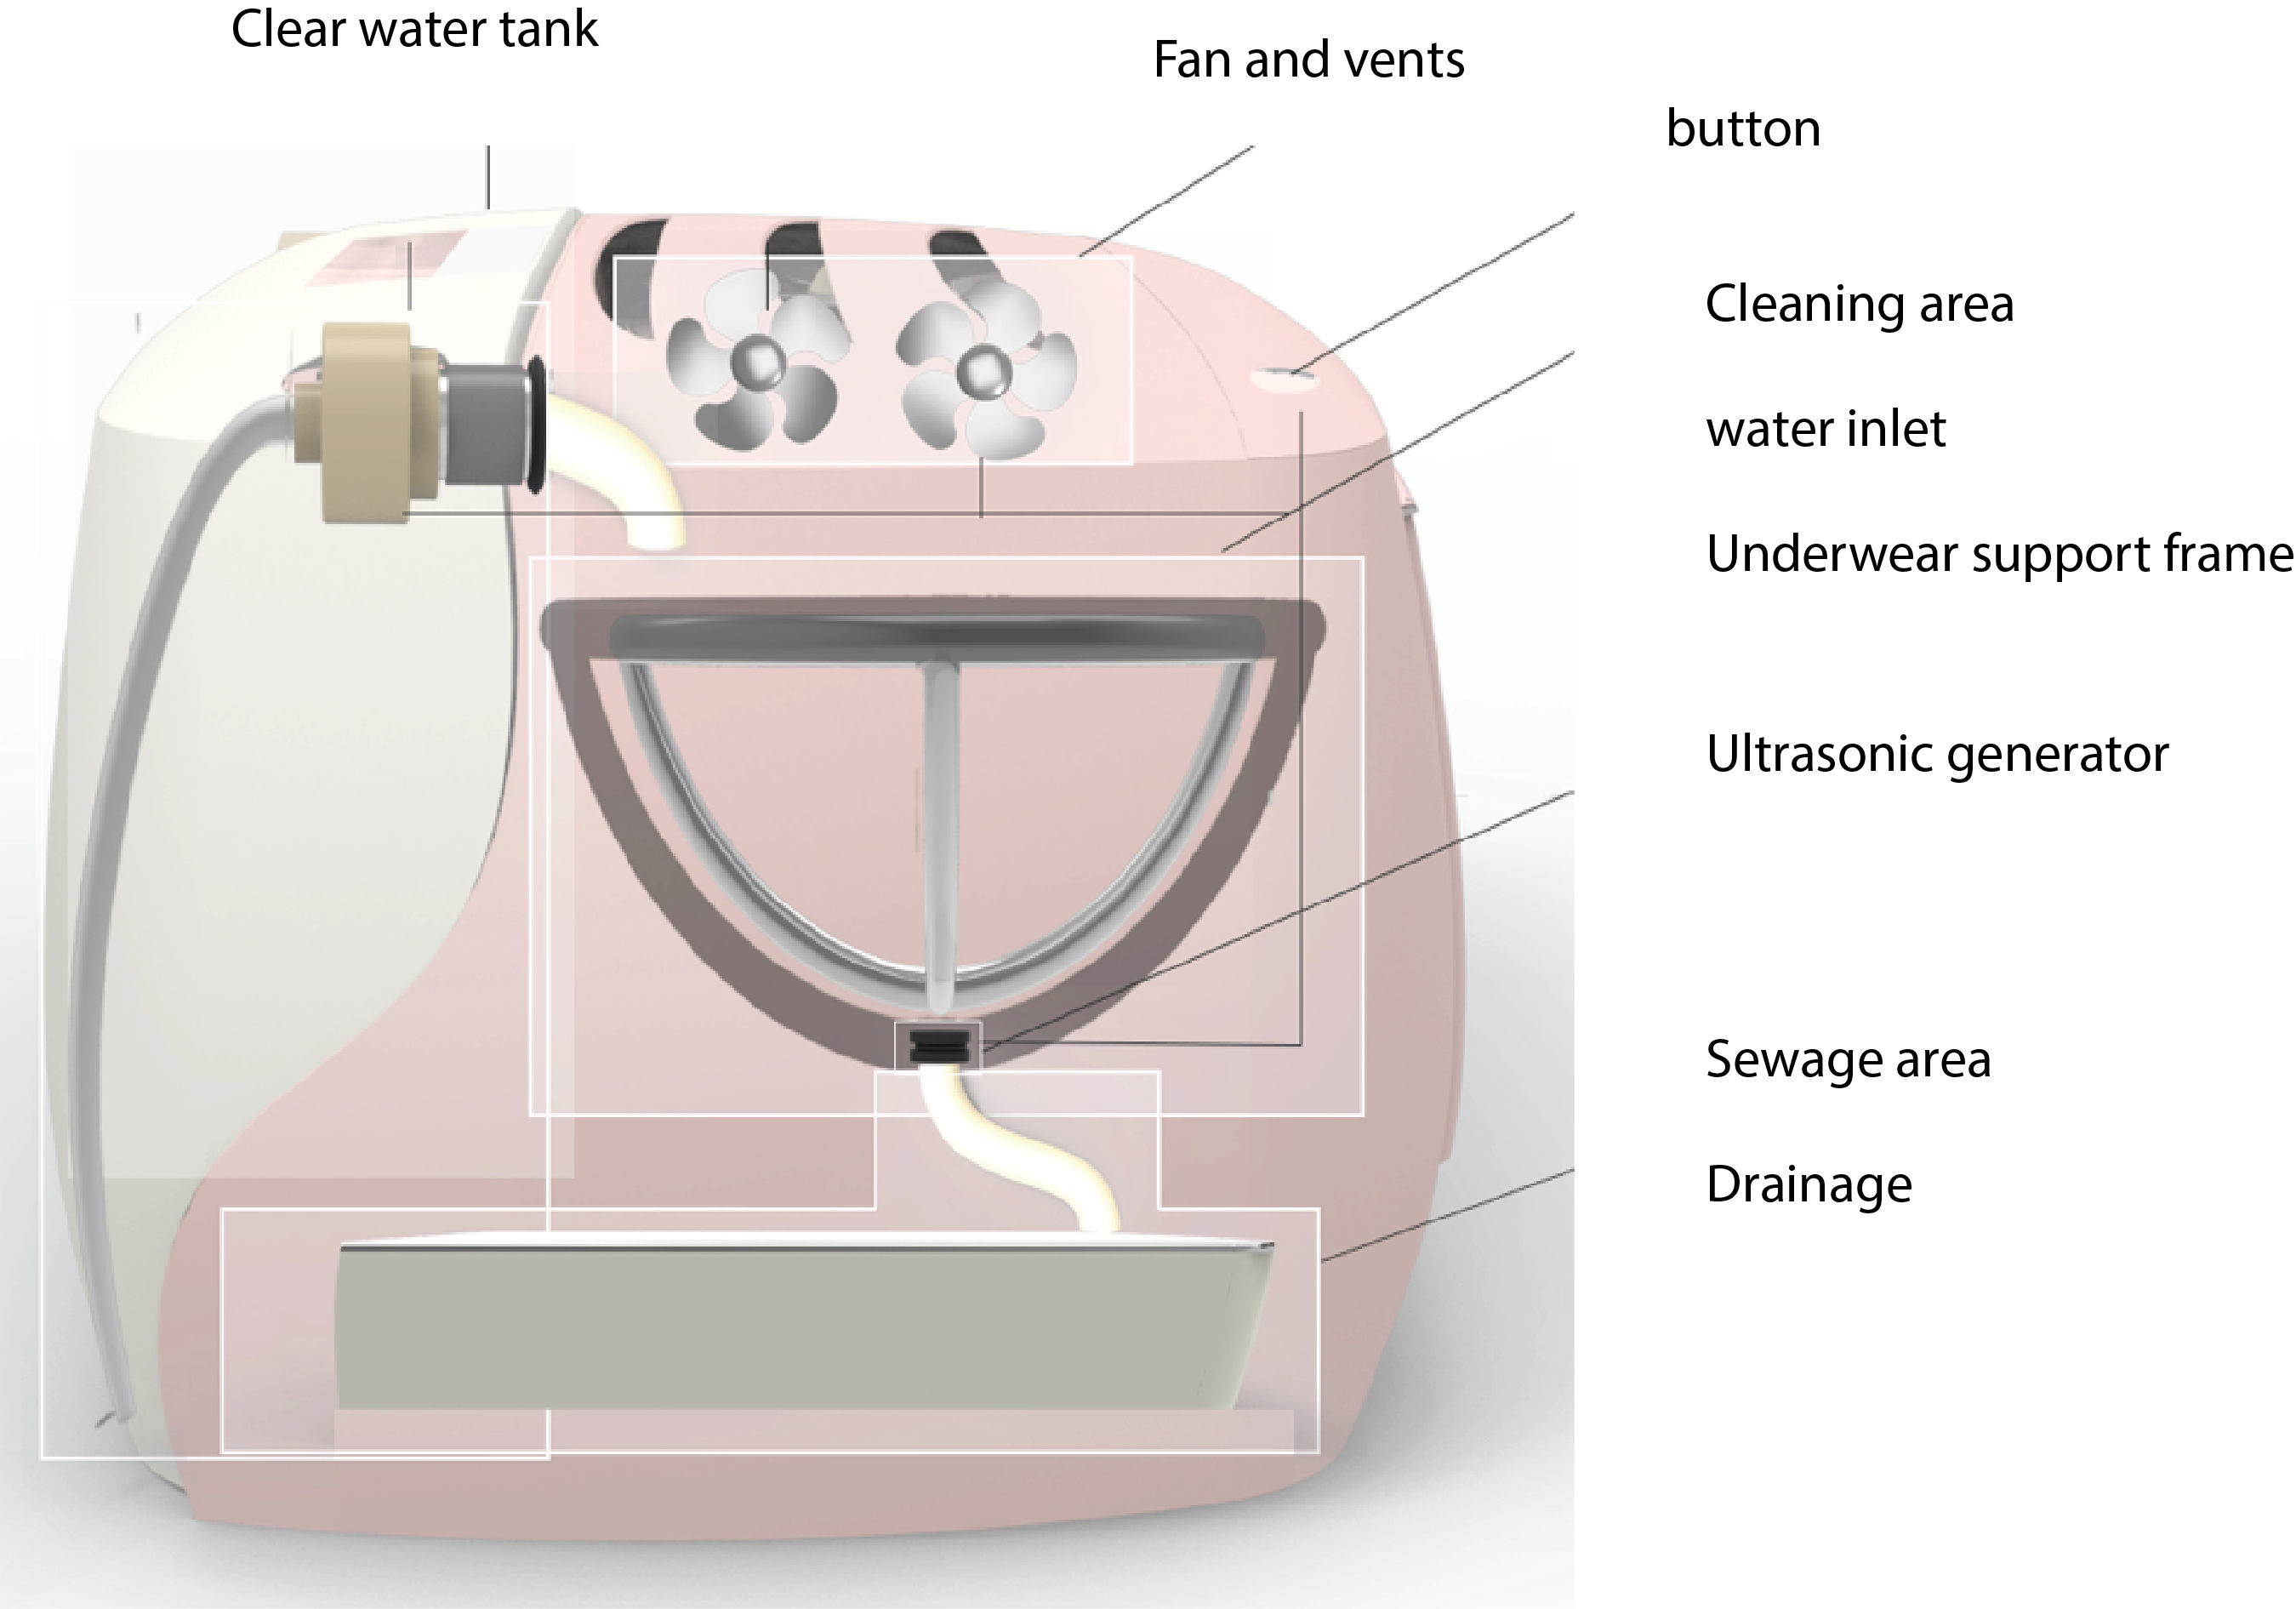 Clear water tank
Fan and vents
button
Cleaning area
water inlet
Underwear support frame
Ultrasonic generator
Sewage area
Drainage